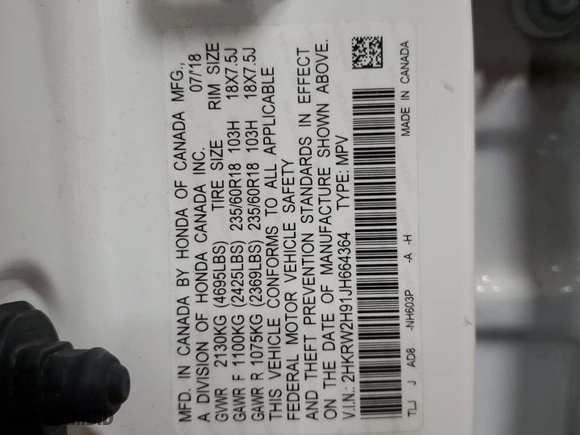 MFD. IN CANADA BY HONDA OF CANADA MFG.,
A DIVISION OF HONDA CANADA INC. 07/'18
GVWR 2130KG (4695LBS) TIRE SIZE RIM SIZE
GAWR F 1100KG (2425LBS) 235/60R18 103H 18X7.5J
GAWR R 1075KG (2369LBS) 235/60R18 103H 18X7.5J
THIS VEHICLE CONFORMS TO ALL APPLICABLE
FEDERAL MOTOR VEHICLE SAFETY
AND THEFT PREVENTION STANDARDS IN EFFECT
ON THE DATE OF MANUFACTURE SHOWN ABOVE.
V.I.N.: 2HKRW2H91JH664364 TYPE: MPV
TLJ J AD8 -NH603P -A -H MADE IN CANADA